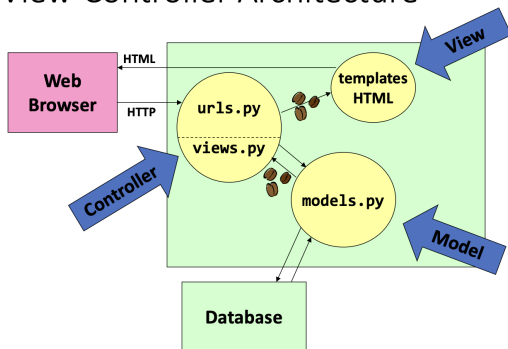 View Controller Architecture
View
HTML
Web
Browser
templates
HTML
HTTP
urls.py
views.py
Controller
models.py
Model
Database